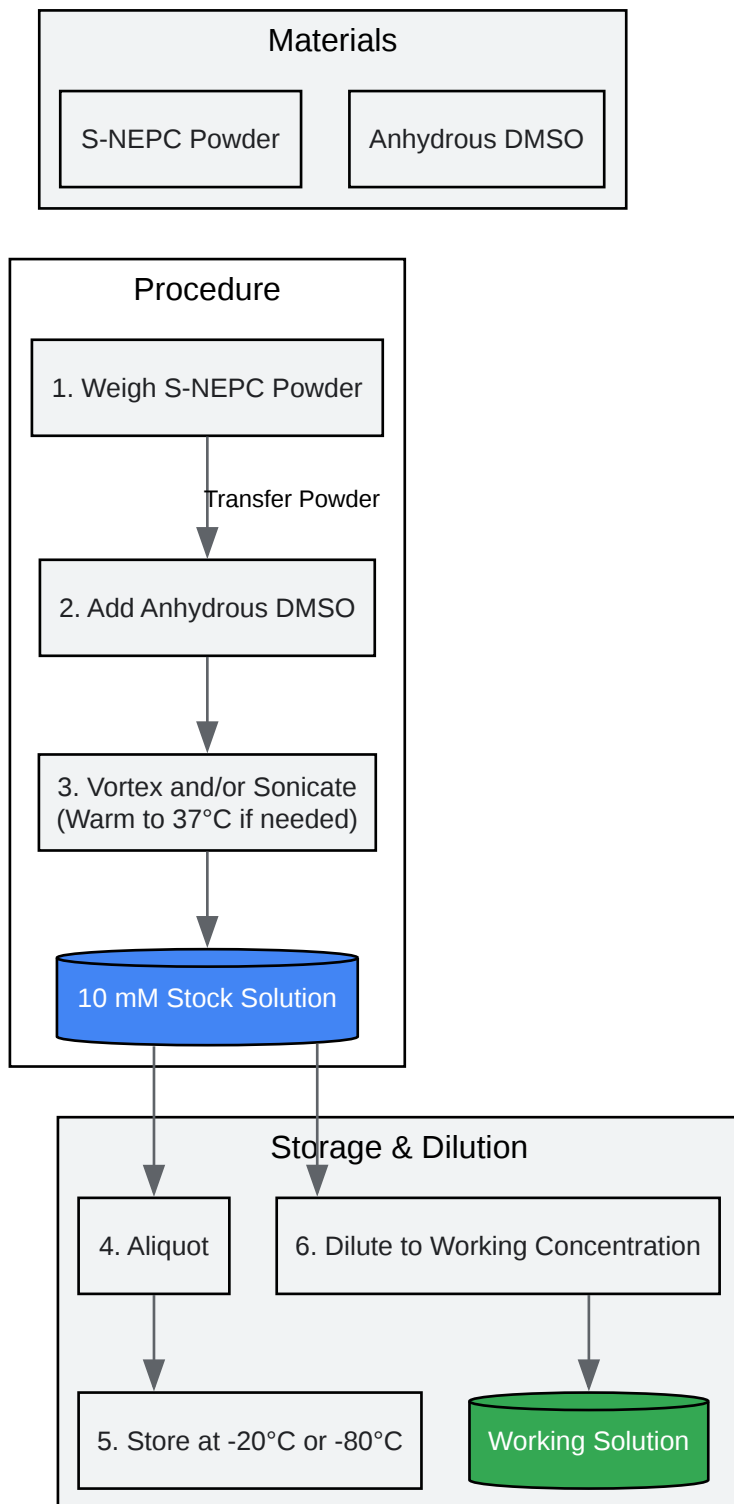 Materials
S-NEPC Powder
Anhydrous DMSO
Procedure
1. Weigh S-NEPC Powder
Transfer Powder
2. Add Anhydrous DMSO
3. Vortex and/or Sonicate
(Warm to 37°C if needed)
10 mM Stock Solution
Storage & Dilution
4. Aliquot
6. Dilute to Working Concentration
5. Store at -20°C or -80°C
Working Solution